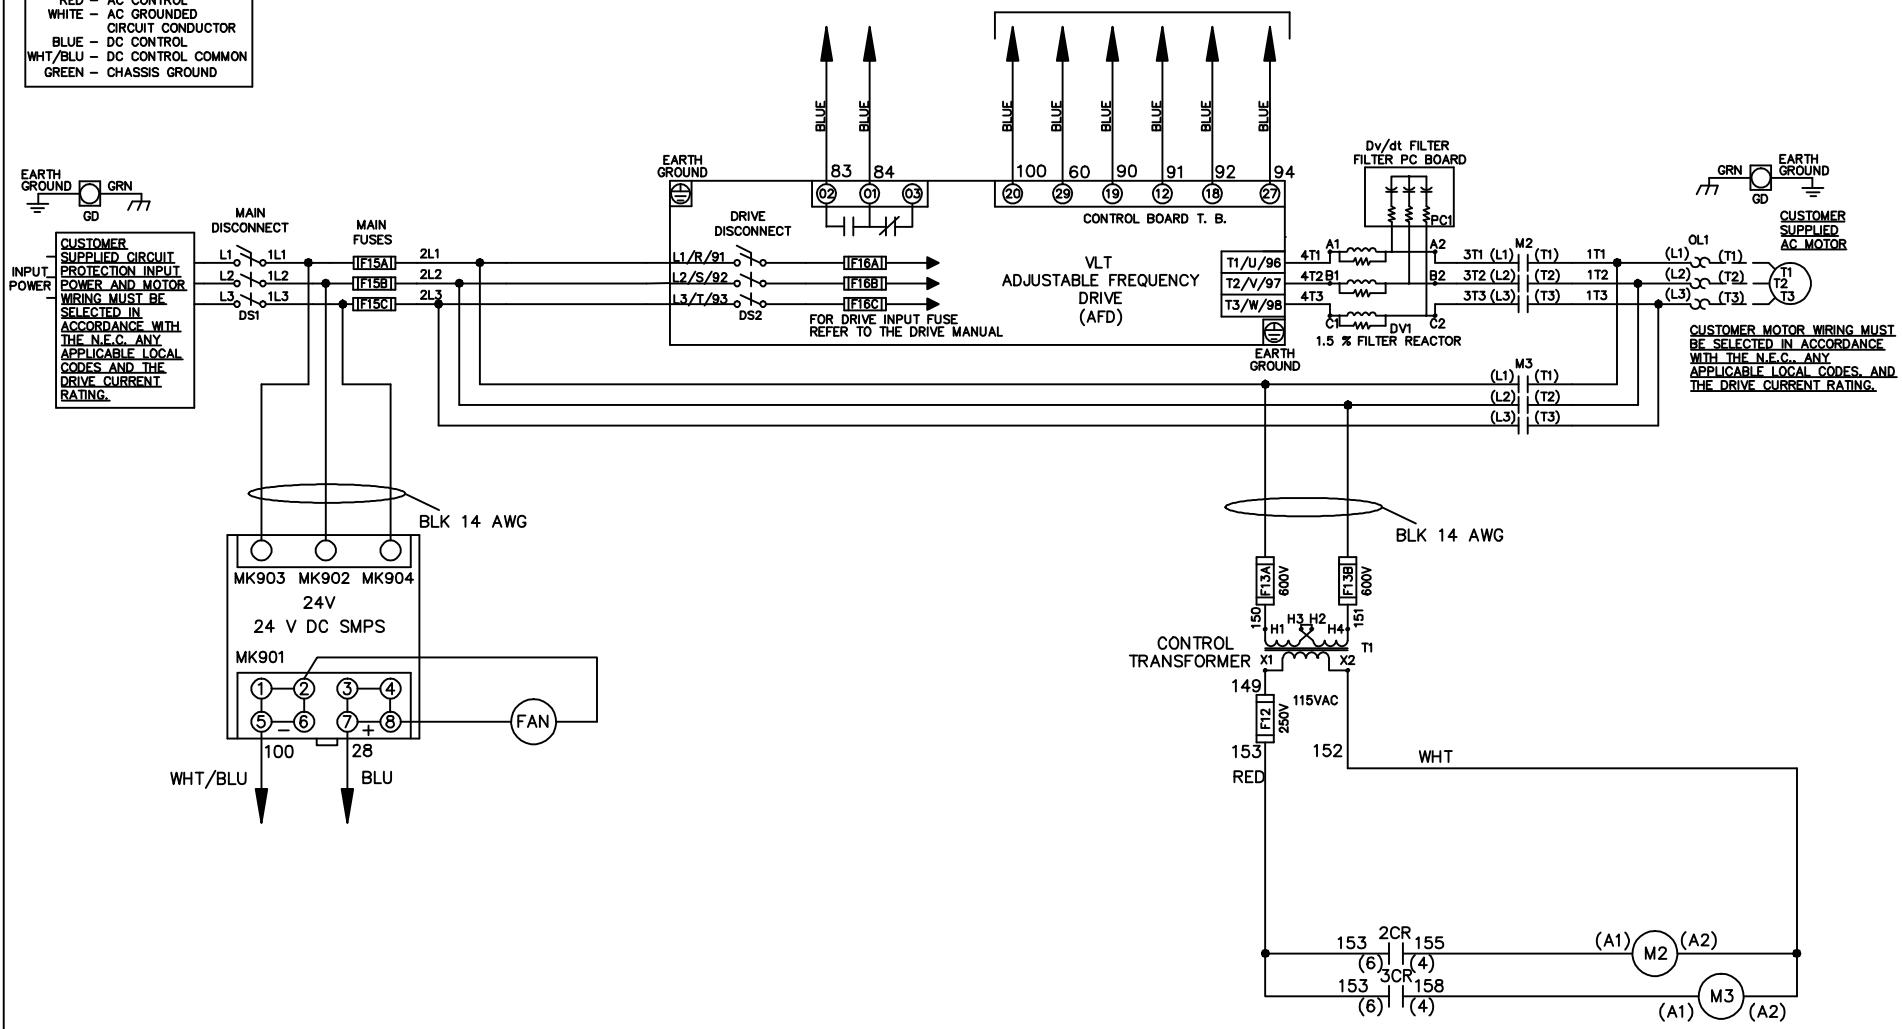 RED – AC CONTROL
WHITE – AC GROUNDED
CIRCUIT CONDUCTOR
BLUE – DC CONTROL
WHT/BLU – DC CONTROL COMMON
GREEN – CHASSIS GROUND
BLUE
BLUE
BLUE
BLUE
BLUE
BLUE
BLUE
BLUE
83
84
100
60
90
91
92
94
02
01
03
20
29
19
12
18
27
CONTROL BOARD T. B.
EARTH
GROUND
GRN
GD
EARTH
GROUND
Dv/dt FILTER
FILTER PC BOARD
PC1
GRN
EARTH
GROUND
GD
CUSTOMER
SUPPLIED
AC MOTOR
INPUT
POWER
CUSTOMER
SUPPLIED CIRCUIT
PROTECTION INPUT
POWER AND MOTOR
WIRING MUST BE
SELECTED IN
ACCORDANCE WITH
THE N.E.C. ANY
APPLICABLE LOCAL
CODES AND THE
DRIVE CURRENT
RATING.
MAIN
DISCONNECT
L1
1L1
L2
1L2
L3
1L3
DS1
MAIN
FUSES
F15A
F15B
F15C
2L1
2L2
2L3
L1/R/91
L2/S/92
L3/T/93
DRIVE
DISCONNECT
DS2
F16A
F16B
F16C
FOR DRIVE INPUT FUSE
REFER TO THE DRIVE MANUAL
VLT
ADJUSTABLE FREQUENCY
DRIVE
(AFD)
T1/U/96
T2/V/97
T3/W/98
EARTH
GROUND
4T1
4T2
4T3
A1
A2
B1
B2
C1
C2
DV1
1.5 % FILTER REACTOR
M2
3T1 (L1) (T1) 1T1
3T2 (L2) (T2) 1T2
3T3 (L3) (T3) 1T3
OL1
(L1) (T1)
(L2) (T2)
(L3) (T3)
T1
T2
T3
CUSTOMER MOTOR WIRING MUST
BE SELECTED IN ACCORDANCE
WITH THE N.E.C., ANY
APPLICABLE LOCAL CODES, AND
THE DRIVE CURRENT RATING.
M3
(L1) (T1)
(L2) (T2)
(L3) (T3)
BLK 14 AWG
BLK 14 AWG
MK903 MK902 MK904
24V
24 V DC SMPS
MK901
1
2
3
4
5
6
7
8
–
+
FAN
100
28
WHT/BLU
BLU
F13A
600V
F13B
600V
150
151
H1
H3
H2
H4
T1
CONTROL
TRANSFORMER
X1
X2
149
115VAC
F12
250V
153
152
RED
WHT
2CR
153
155
(6)
(4)
(A1)
M2
(A2)
3CR
153
158
(6)
(4)
(A1)
M3
(A2)